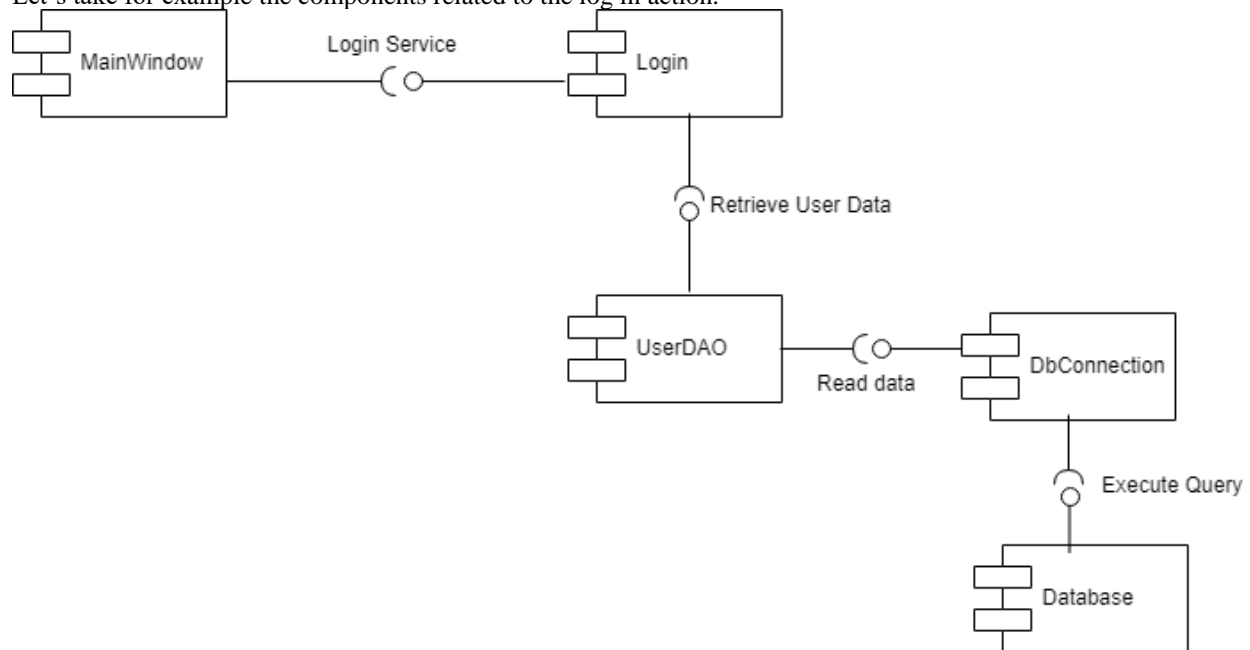 Let's take for example the components related to the log in action.
Login Service
MainWindow
Login
Retrieve User Data
UserDAO
DbConnection
Read data
Execute Query
Database